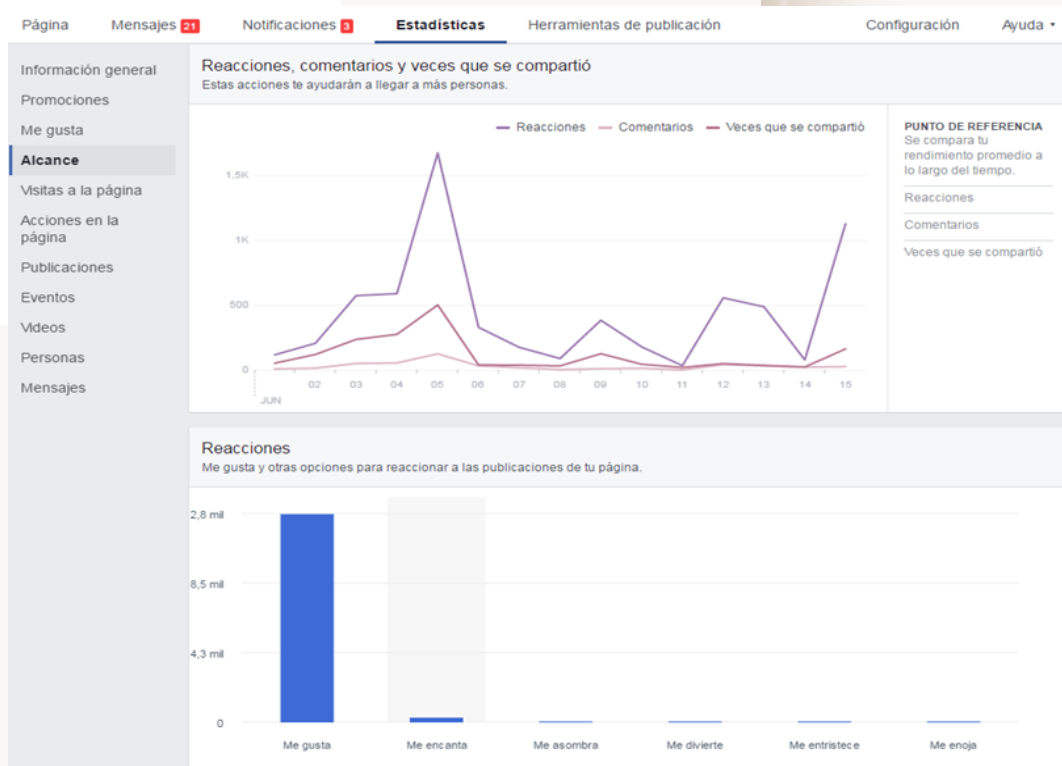 Página Mensajes 21 Notificaciones 3 Estadísticas Herramientas de publicación Configuración Ayuda
Información general
Promociones
Me gusta
Alcance
Visitas a la página
Acciones en la
página
Publicaciones
Eventos
Videos
Personas
Mensajes
Reacciones, comentarios y veces que se compartió
Estas acciones te ayudarán a llegar a más personas.
Reacciones Comentarios Veces que se compartió
1,5K
1K
500
0
02 03 04 05 06 07 08 09 10 11 12 13 14 15
JUN
PUNTO DE REFERENCIA
Se compara tu
rendimiento promedio a
lo largo del tiempo.
Reacciones
Comentarios
Veces que se compartió
Reacciones
Me gusta y otras opciones para reaccionar a las publicaciones de tu página.
2,8 mil
8,5 mil
4,3 mil
0
Me gusta Me encanta Me asombra Me divierte Me entristece Me enoja